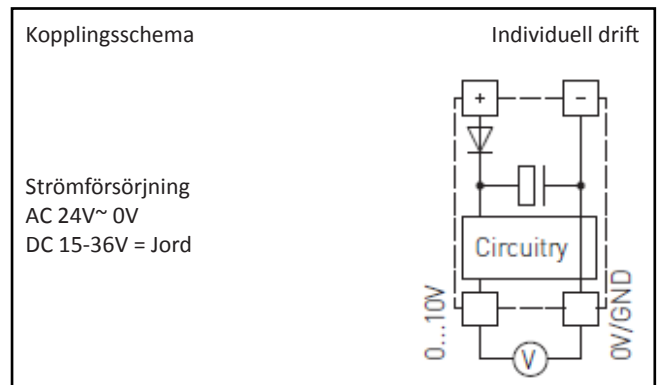 Kopplingsschema
Individuell drift
+
−
Strömförsörjning
AC 24V~ 0V
DC 15-36V = Jord
Circuitry
0...10V
0V/GND
V